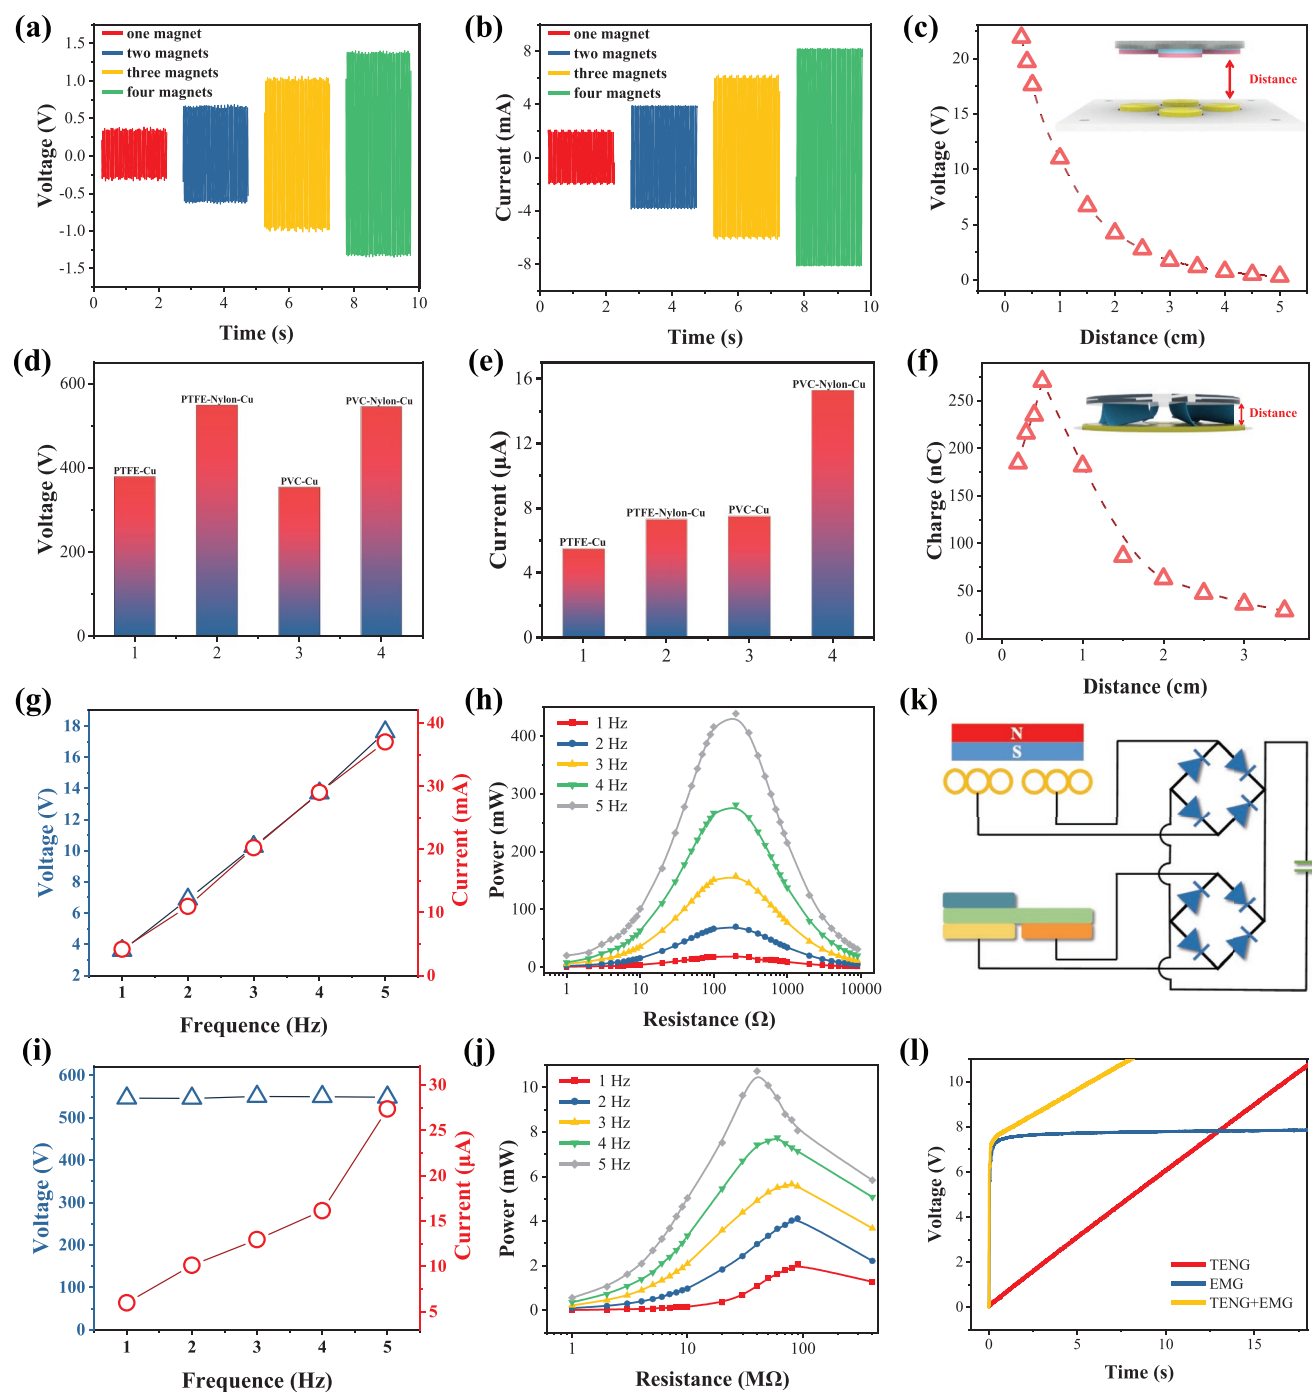 (a)
one magnet
two magnets
three magnets
four magnets
1.5
1.0
0.5
0.0
-0.5
-1.0
-1.5
Voltage (V)
0 2 4 6 8 10
Time (s)
(b)
one magnet
two magnets
three magnets
four magnets
8
4
0
-4
-8
Current (mA)
0 2 4 6 8 10
Time (s)
(c)
20
15
10
5
0
Voltage (V)
Distance
0 1 2 3 4 5
Distance (cm)
(d)
600
400
200
0
Voltage (V)
PTFE-Cu
PTFE-Nylon-Cu
PVC-Cu
PVC-Nylon-Cu
1 2 3 4
(e)
16
12
8
4
0
Current (μA)
PTFE-Cu
PTFE-Nylon-Cu
PVC-Cu
PVC-Nylon-Cu
1 2 3 4
(f)
250
200
150
100
50
0
Charge (nC)
Distance
0 1 2 3
Distance (cm)
(g)
18
16
14
12
10
8
6
4
2
Voltage (V)
40
30
20
10
0
Current (mA)
1 2 3 4 5
Frequence (Hz)
(h)
1 Hz
2 Hz
3 Hz
4 Hz
5 Hz
400
300
200
100
0
Power (mW)
1 10 100 1000 10000
Resistance (Ω)
(k)
N
S
(i)
600
500
400
300
200
100
0
Voltage (V)
30
25
20
15
10
5
Current (μA)
1 2 3 4 5
Frequence (Hz)
(j)
1 Hz
2 Hz
3 Hz
4 Hz
5 Hz
10
8
6
4
2
0
Power (mW)
1 10 100
Resistance (MΩ)
(l)
10
8
6
4
2
0
Voltage (V)
TENG
EMG
TENG+EMG
0 5 10 15
Time (s)